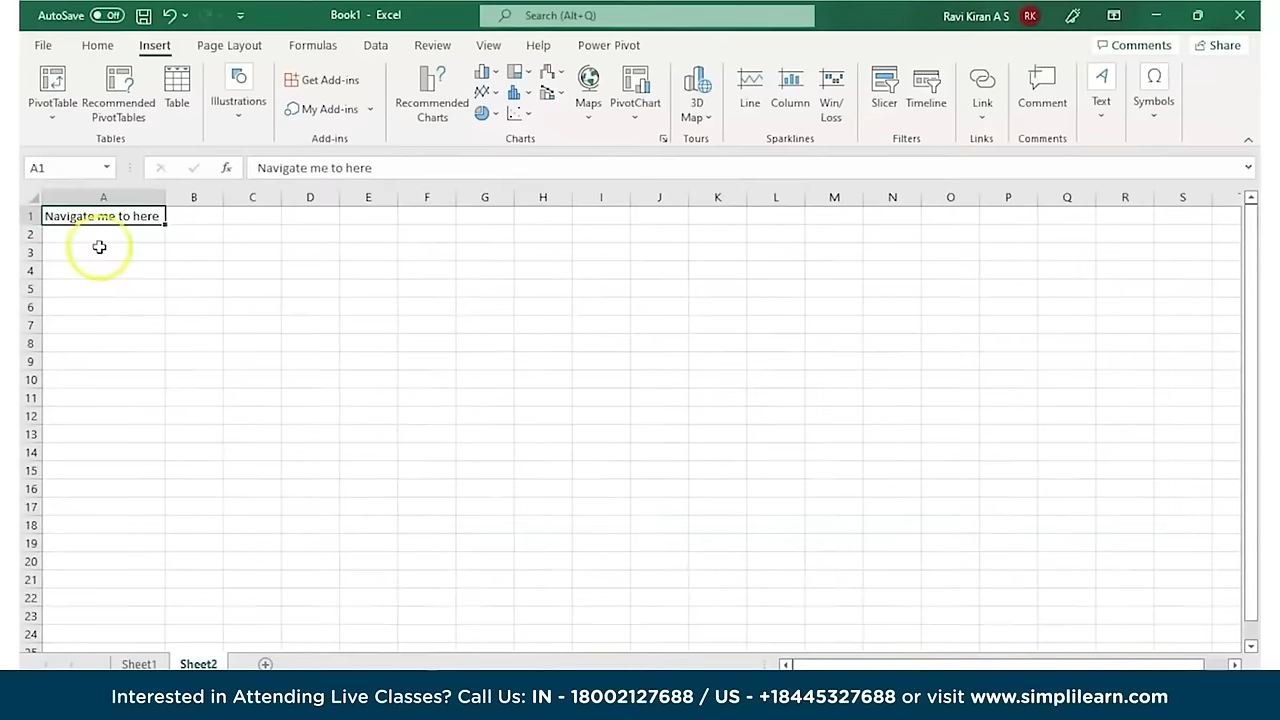 AutoSave Off Book1 - Excel Search (Alt+Q) Ravi Kiran A S RK
File Home Insert Page Layout Formulas Data Review View Help Power Pivot Comments Share
PivotTable Recommended PivotTables Table Illustrations Get Add-ins My Add-ins Recommended Charts Maps PivotChart 3D Map Line Column Win/Loss Slicer Timeline Link Comment Text Symbols
Tables Add-ins Charts Tours Sparklines Filters Links Comments
A1 fx Navigate me to here
A B C D E F G H I J K L M N O P Q R S
1 Navigate me to here
2
3
4
5
6
7
8
9
10
11
12
13
14
15
16
17
18
19
20
21
22
23
24
25
Sheet1 Sheet2
Interested in Attending Live Classes? Call Us: IN - 18002127688 / US - +18445327688 or visit www.simplilearn.com